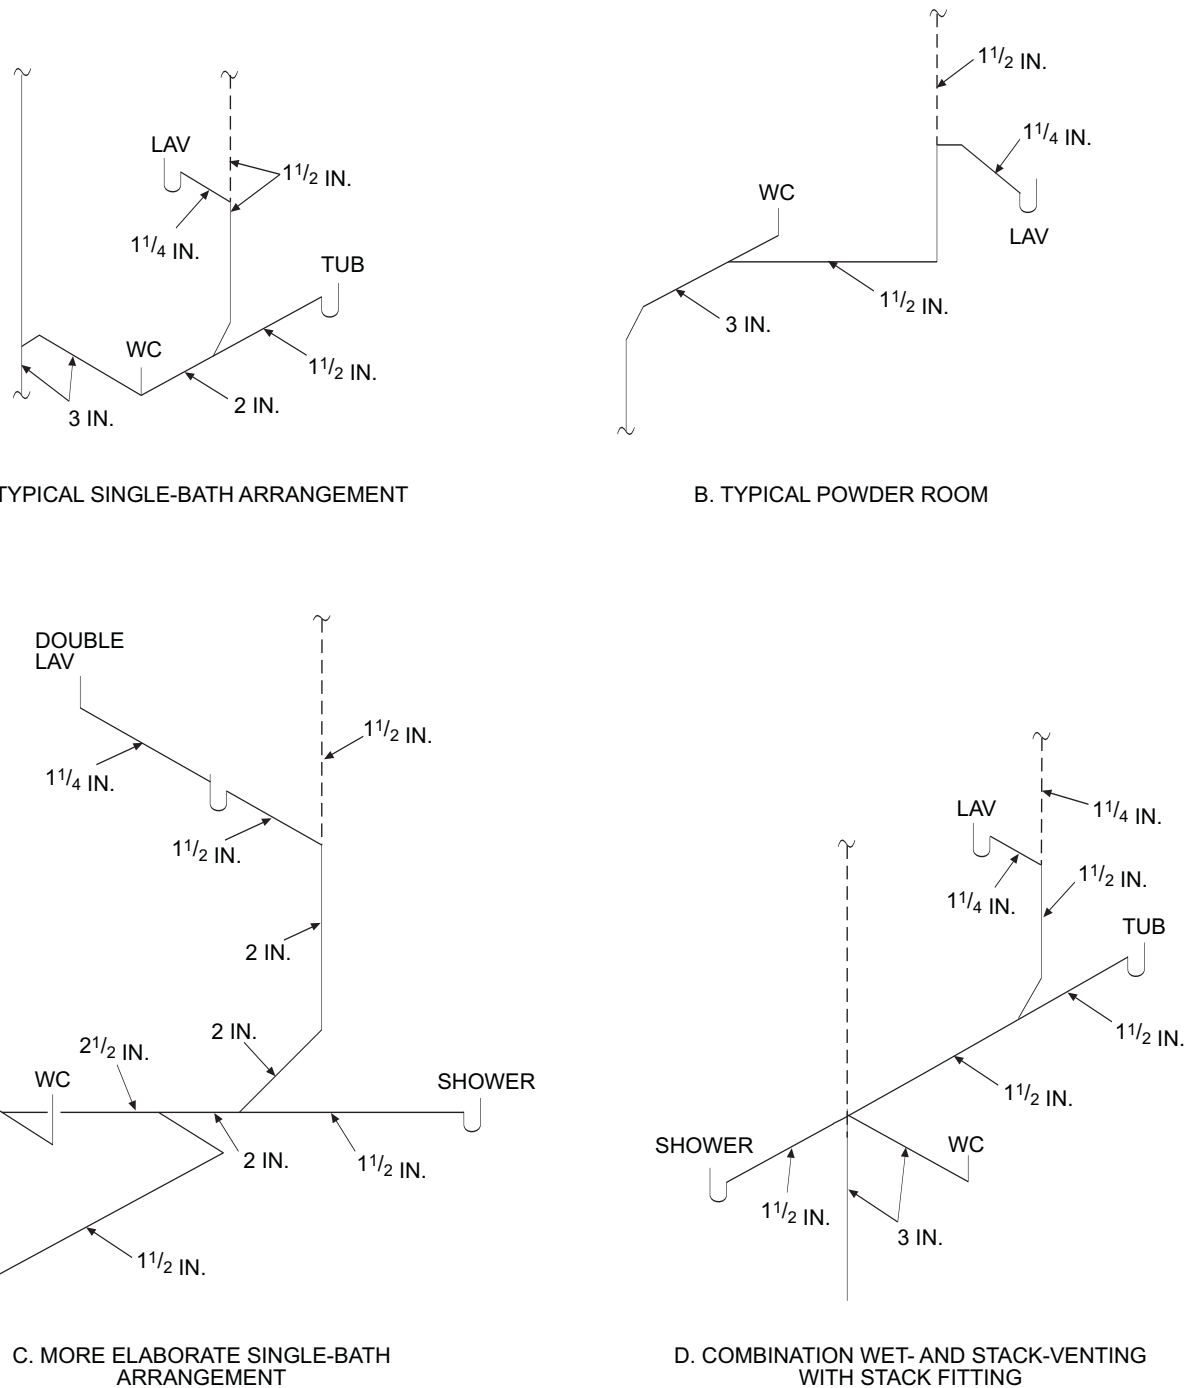 LAV
1 1/2 IN.
1 1/4 IN.
TUB
WC
1 1/2 IN.
2 IN.
3 IN.
TYPICAL SINGLE-BATH ARRANGEMENT
1 1/2 IN.
1 1/4 IN.
WC
LAV
1 1/2 IN.
3 IN.
B. TYPICAL POWDER ROOM
DOUBLE
LAV
1 1/2 IN.
1 1/4 IN.
1 1/2 IN.
2 IN.
2 IN.
2 1/2 IN.
WC
SHOWER
2 IN.
1 1/2 IN.
1 1/2 IN.
C. MORE ELABORATE SINGLE-BATH
ARRANGEMENT
LAV
1 1/4 IN.
1 1/2 IN.
1 1/4 IN.
TUB
1 1/2 IN.
1 1/2 IN.
SHOWER
WC
1 1/2 IN.
3 IN.
D. COMBINATION WET- AND STACK-VENTING
WITH STACK FITTING